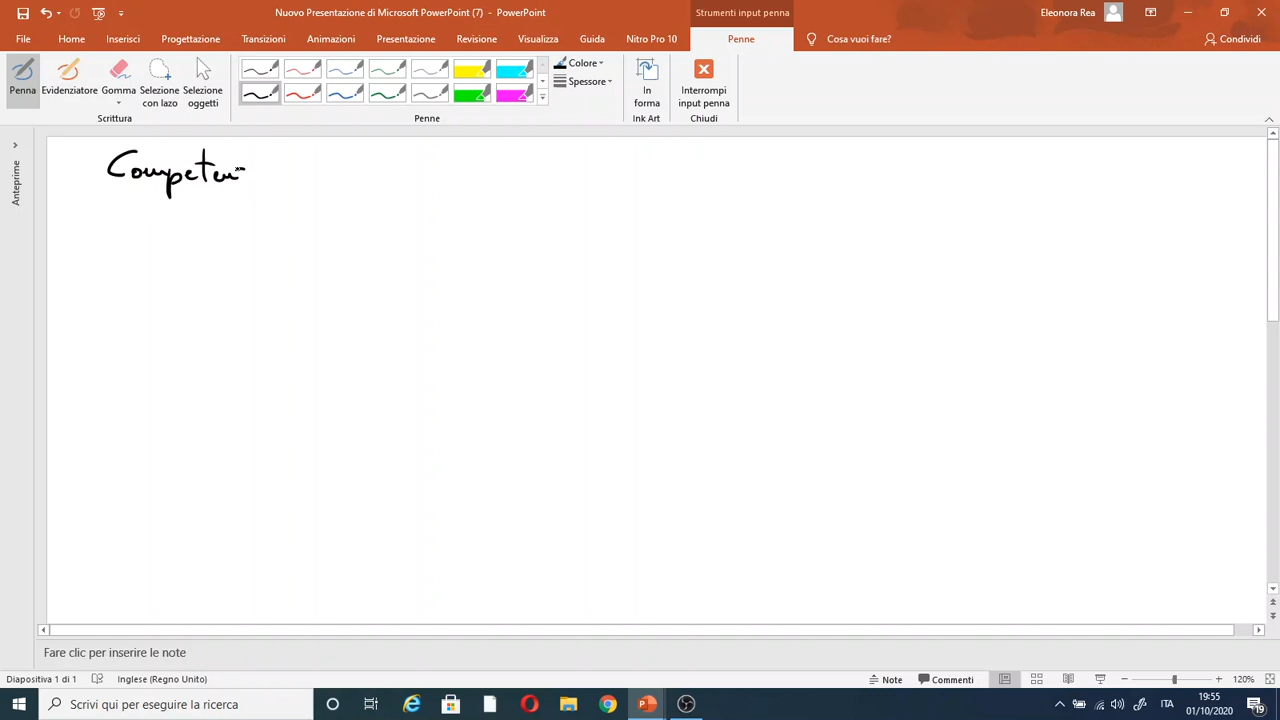 Nuovo Presentazione di Microsoft PowerPoint (7) - PowerPoint
Strumenti input penna
Eleonora Rea
File Home Inserisci Progettazione Transizioni Animazioni Presentazione Revisione Visualizza Guida Nitro Pro 10 Penne Cosa vuoi fare? Condividi
Penna Evidenziatore Gomma Selezione con lazo Selezione oggetti
Colore
Spessore
In forma
Interrompi input penna
Scrittura Penne Ink Art Chiudi
Anteprime
Competen
Fare clic per inserire le note
Diapositiva 1 di 1 Inglese (Regno Unito) Note Commenti 120%
Scrivi qui per eseguire la ricerca
ITA
19:55
01/10/2020
19